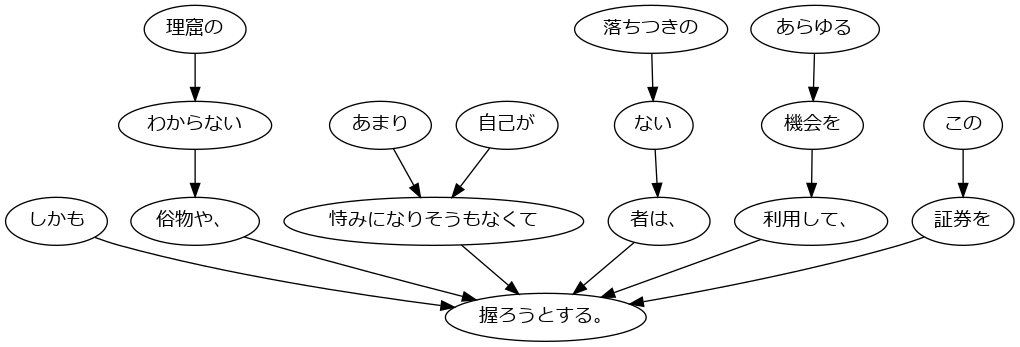 理窟の
落ちつきの
あらゆる
わからない
あまり
自己が
ない
機会を
この
しかも
俗物や、
恃みになりそうもなくて
者は、
利用して、
証券を
握ろうとする。